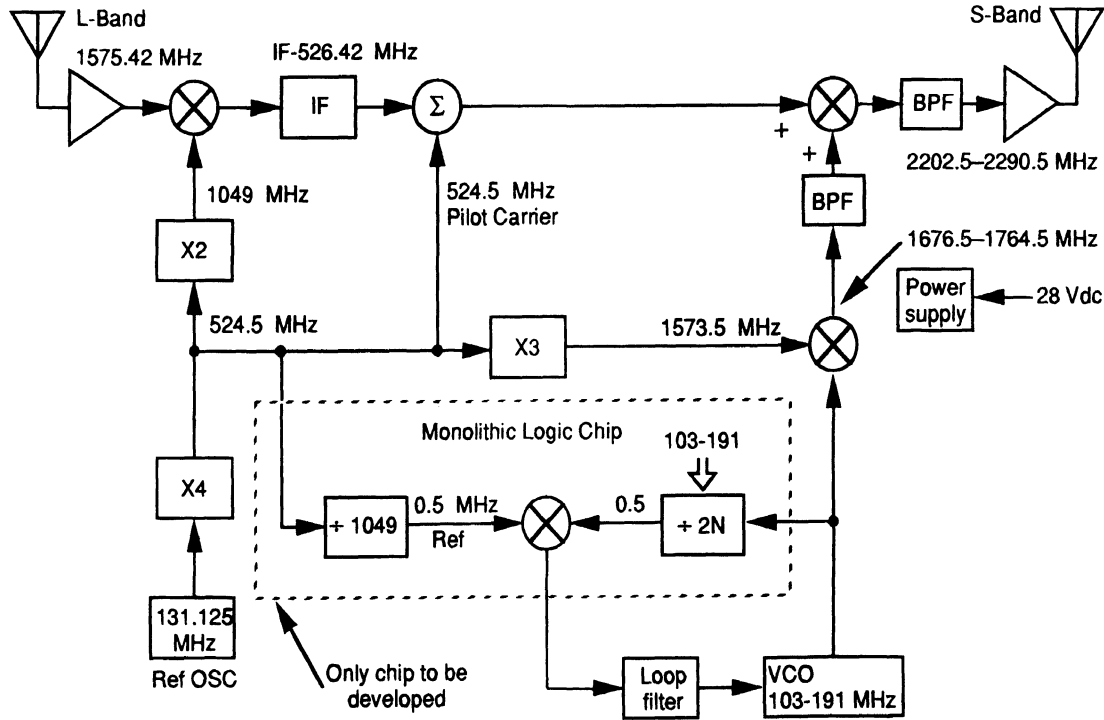 L-Band
S-Band
1575.42 MHz
IF-526.42 MHz
IF
Σ
BPF
+
+
2202.5–2290.5 MHz
1049 MHz
524.5 MHz
Pilot Carrier
BPF
X2
1676.5–1764.5 MHz
Power
supply
28 Vdc
524.5 MHz
X3
1573.5 MHz
Monolithic Logic Chip
103-191
X4
÷ 1049
0.5 MHz
Ref
0.5
÷ 2N
131.125
MHz
Ref OSC
Only chip to be
developed
Loop
filter
VCO
103-191 MHz